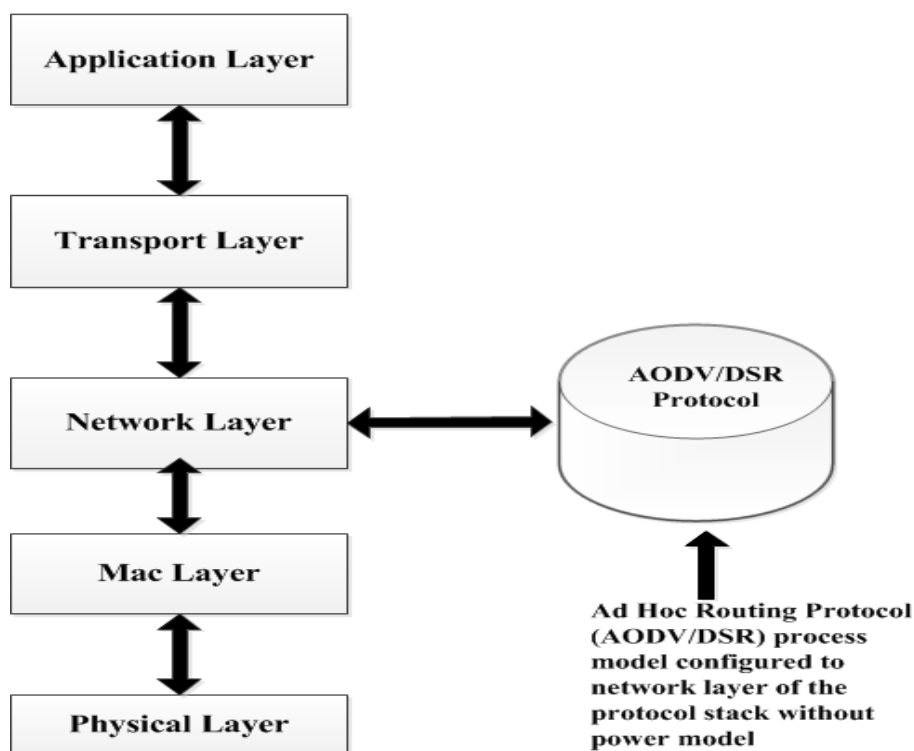 Application Layer
Transport Layer
Network Layer
AODV/DSR
Protocol
Mac Layer
Physical Layer
Ad Hoc Routing Protocol
(AODV/DSR) process
model configured to
network layer of the
protocol stack without
power model